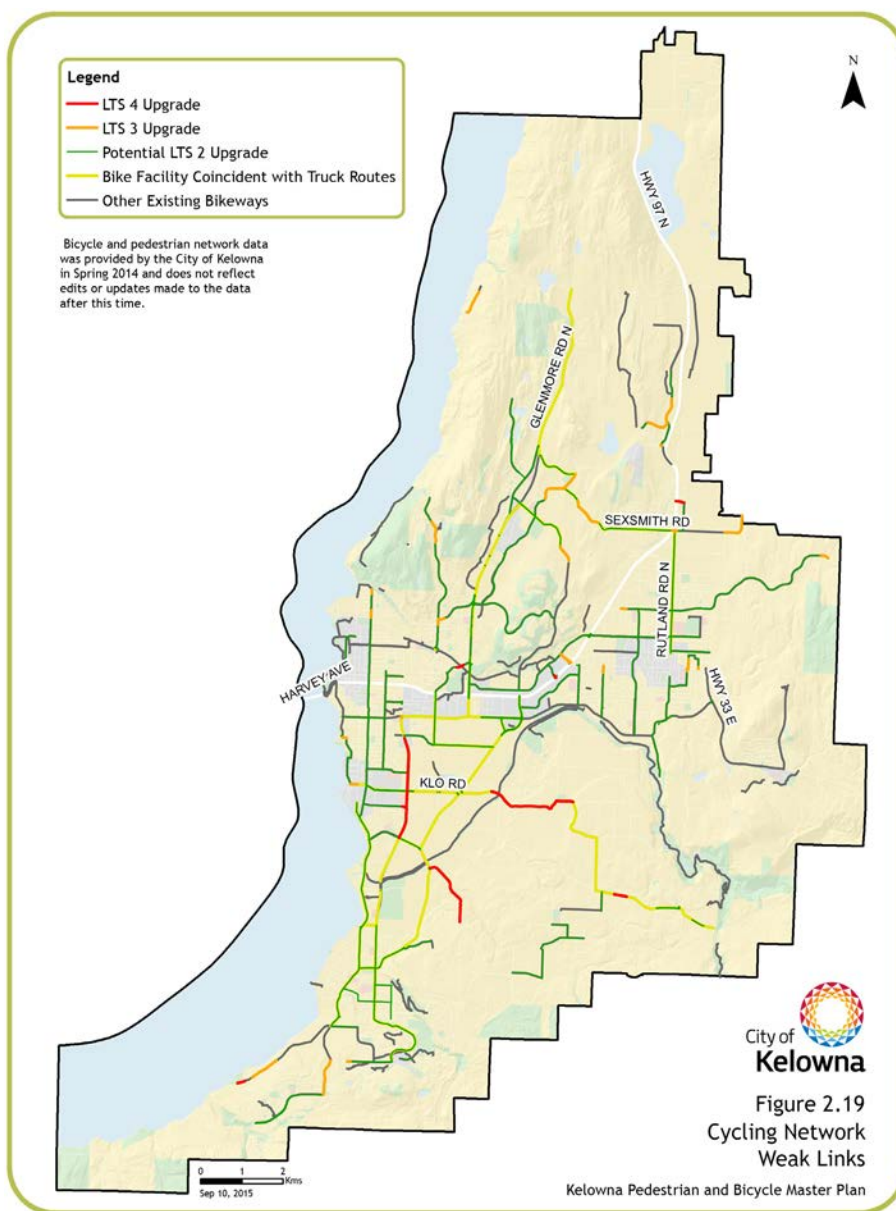 Legend
LTS 4 Upgrade
LTS 3 Upgrade
Potential LTS 2 Upgrade
Bike Facility Coincident with Truck Routes
Other Existing Bikeways
Bicycle and pedestrian network data
was provided by the City of Kelowna
in Spring 2014 and does not reflect
edits or updates made to the data
after this time.
N
HWY 97 N
GLENMORE RD N
SEXSMITH RD
RUTLAND RD N
HARVEY AVE
HWY 33 E
KLO RD
City of
Kelowna
Figure 2.19
Cycling Network
Weak Links
0 1 2
Kms
Sep 10, 2015
Kelowna Pedestrian and Bicycle Master Plan